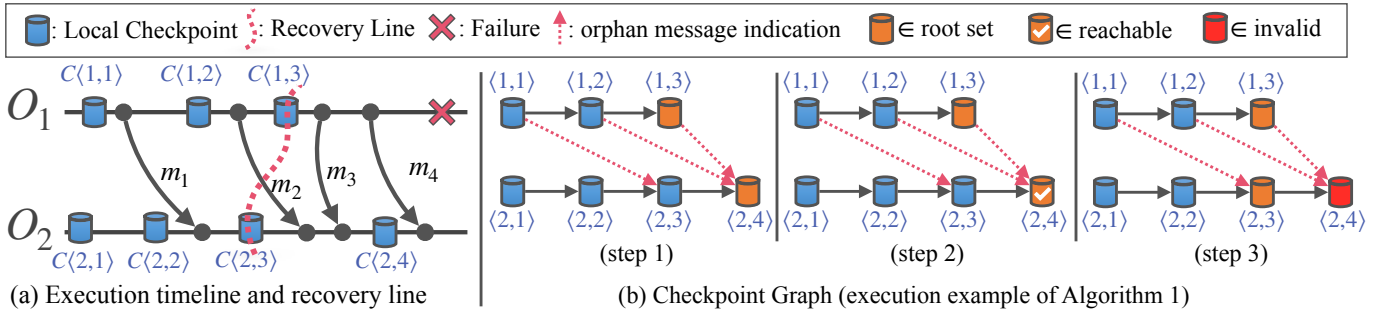 : Local Checkpoint : Recovery Line : Failure : orphan message indication ∈ root set ∈ reachable ∈ invalid
C⟨1,1⟩ C⟨1,2⟩ C⟨1,3⟩
O1
m1 m2 m3 m4
O2
C⟨2,1⟩ C⟨2,2⟩ C⟨2,3⟩ C⟨2,4⟩
(a) Execution timeline and recovery line
⟨1,1⟩ ⟨1,2⟩ ⟨1,3⟩
⟨2,1⟩ ⟨2,2⟩ ⟨2,3⟩ ⟨2,4⟩
(step 1)
⟨1,1⟩ ⟨1,2⟩ ⟨1,3⟩
⟨2,1⟩ ⟨2,2⟩ ⟨2,3⟩ ⟨2,4⟩
(step 2)
⟨1,1⟩ ⟨1,2⟩ ⟨1,3⟩
⟨2,1⟩ ⟨2,2⟩ ⟨2,3⟩ ⟨2,4⟩
(step 3)
(b) Checkpoint Graph (execution example of Algorithm 1)